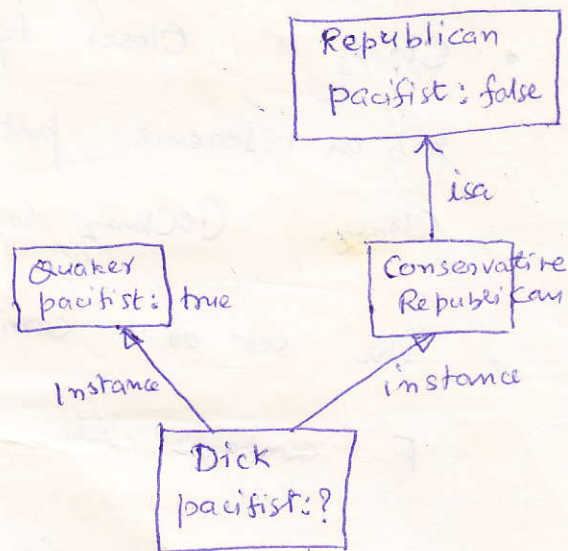 Republican
pacifist: false
isa
Quaker
pacifist: true
Conservative
Republican
Instance
instance
Dick
pacifist:?